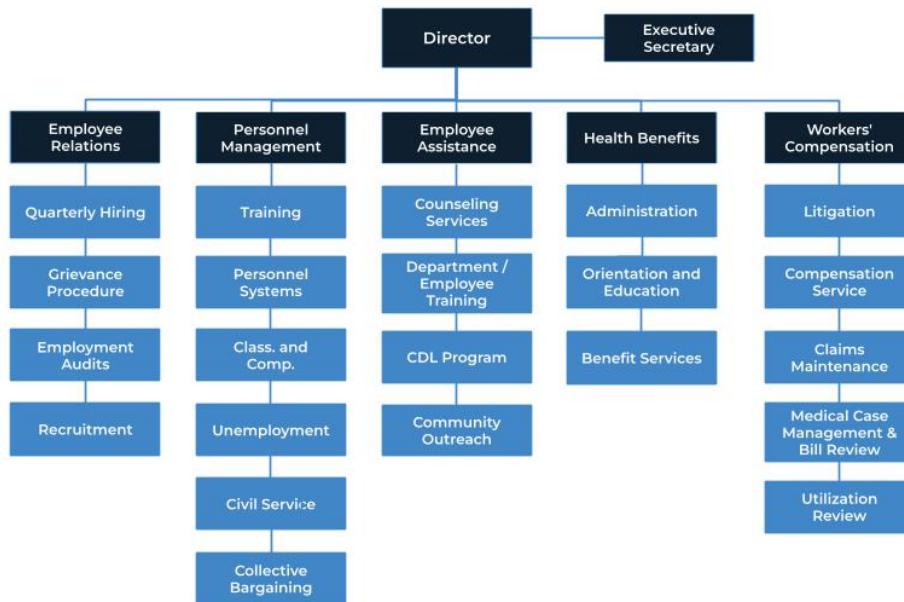 Director
Executive
Secretary
Employee
Relations
Personnel
Management
Employee
Assistance
Health Benefits
Workers'
Compensation
Quarterly Hiring
Grievance
Procedure
Employment
Audits
Recruitment
Training
Personnel
Systems
Class. and
Comp.
Unemployment
Civil Service
Collective
Bargaining
Counseling
Services
Department /
Employee
Training
CDL Program
Community
Outreach
Administration
Orientation and
Education
Benefit Services
Litigation
Compensation
Service
Claims
Maintenance
Medical Case
Management &
Bill Review
Utilization
Review